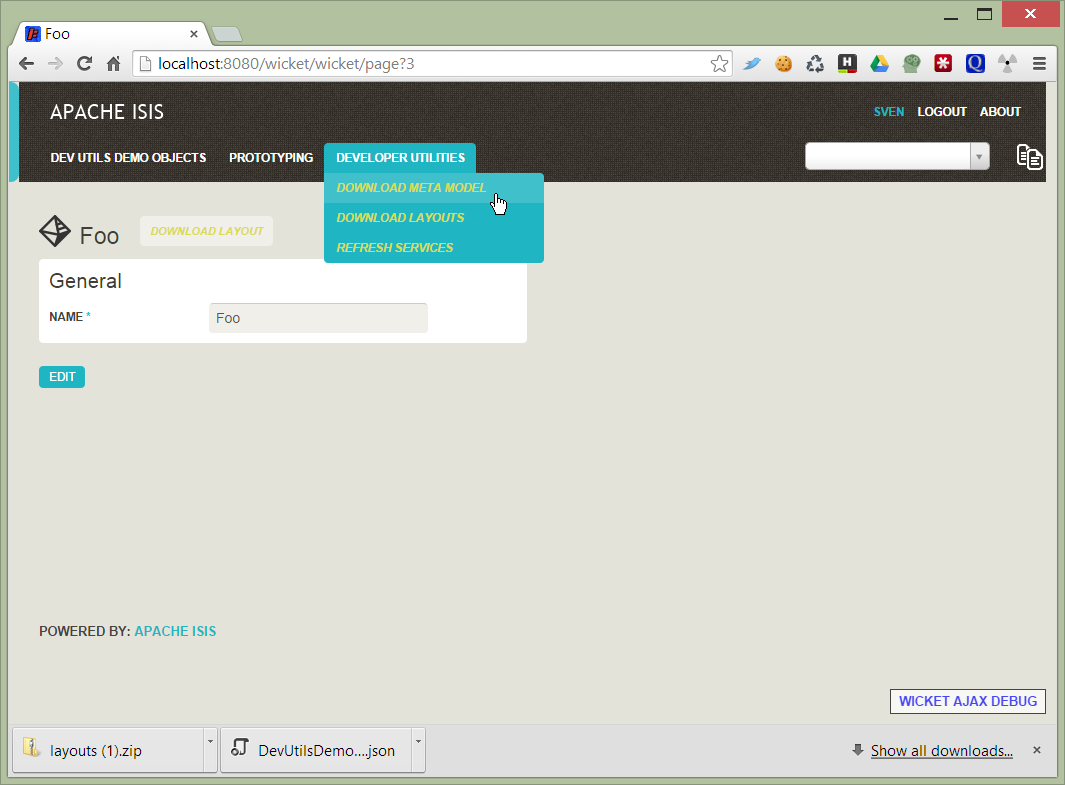 Foo
localhost:8080/wicket/wicket/page?3
H
Q
APACHE ISIS
SVEN LOGOUT ABOUT
DEV UTILS DEMO OBJECTS PROTOTYPING DEVELOPER UTILITIES
DOWNLOAD META MODEL
DOWNLOAD LAYOUTS
REFRESH SERVICES
Foo DOWNLOAD LAYOUT
General
NAME * Foo
EDIT
POWERED BY: APACHE ISIS
WICKET AJAX DEBUG
layouts (1).zip DevUtilsDemo....json Show all downloads...